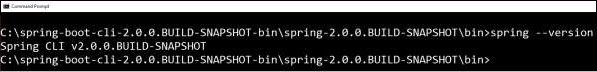 Command Prompt
C:\spring-boot-cli-2.0.0.BUILD-SNAPSHOT-bin\spring-2.0.0.BUILD-SNAPSHOT\bin>spring --version
Spring CLI v2.0.0.BUILD-SNAPSHOT
C:\spring-boot-cli-2.0.0.BUILD-SNAPSHOT-bin\spring-2.0.0.BUILD-SNAPSHOT\bin>